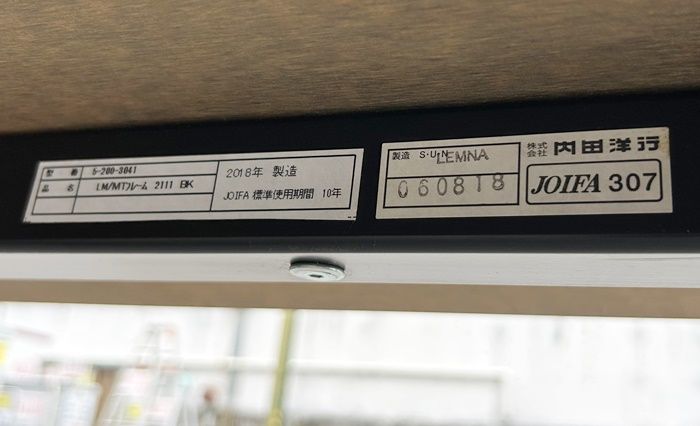 型番 5-200-3041
品名 LM/MTフレーム 2111 BK
2018年 製造
JOIFA 標準使用期間 10年
製造 S・U・N LEMNA
060818
株式会社 内田洋行
JOIFA 307